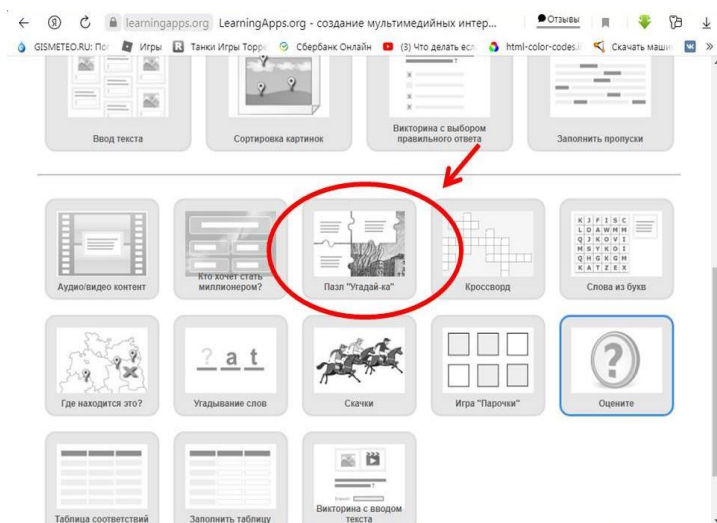 learningapps.org LearningApps.org - создание мультимедийных интер... Отзывы
GISMETEO.RU: Пог Игры Танки Игры Торре Сбербанк Онлайн (3) Что делать есл html-color-codes.i Скачать маши »
Ввод текста
Сортировка картинок
Викторина с выбором
правильного ответа
Заполнить пропуски
Аудио/видео контент
Кто хочет стать
миллионером?
Пазл "Угадай-ка"
Кроссворд
K J F I S C
L D A W M M
Q J K O V I
M S Y K O I
Q H G K G M
K A T Z E X
Слова из букв
Где находится это?
? a t
Угадывание слов
Скачки
Игра "Парочки"
?
Оцените
Таблица соответствий
Заполнить таблицу
Викторина с вводом
текста